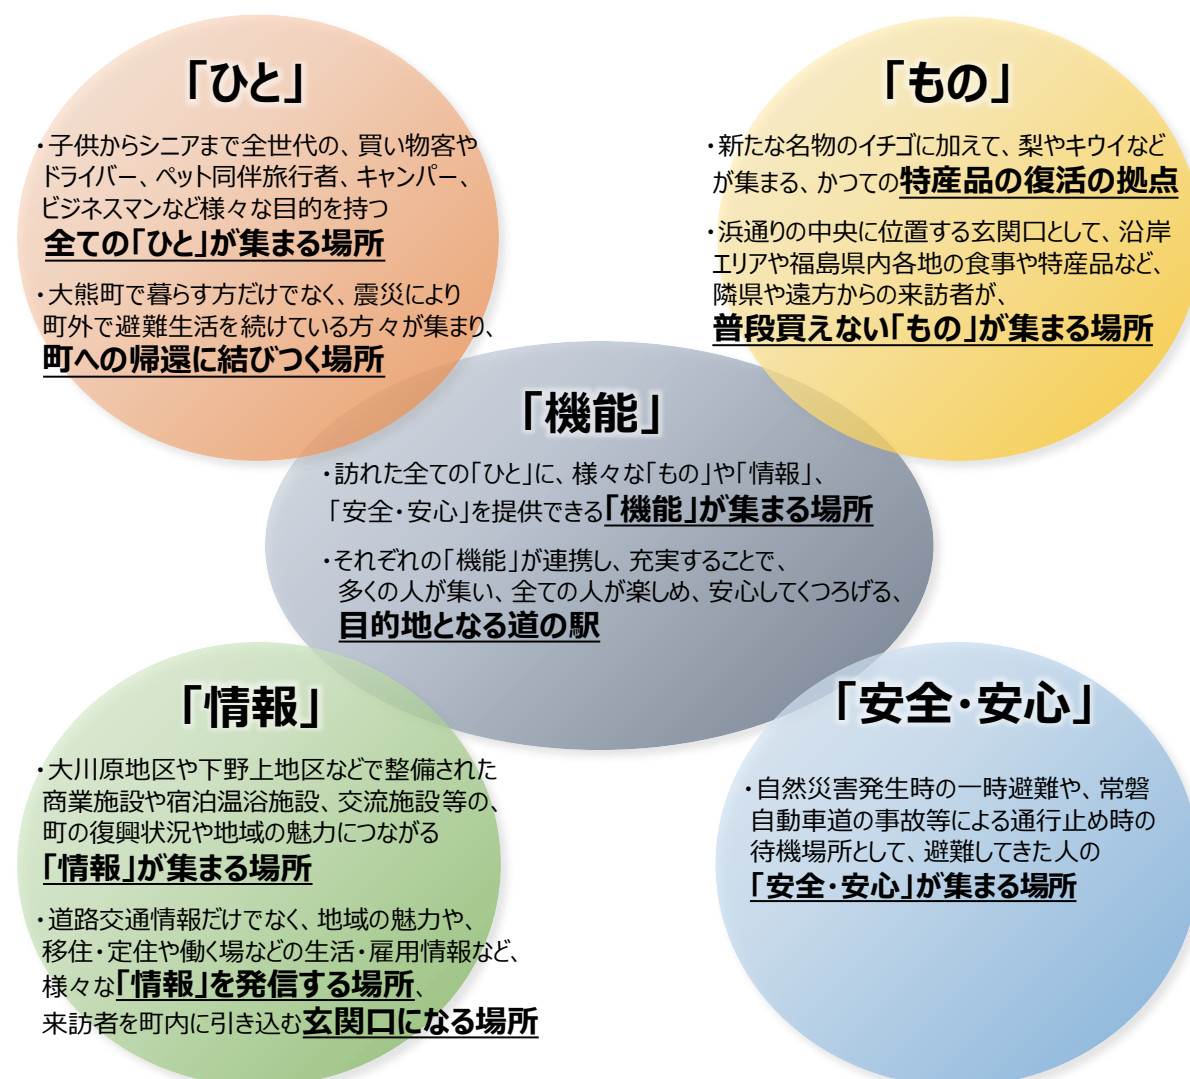 「ひと」
・子供からシニアまで全世代の、買い物客や
ドライバー、ペット同伴旅行者、キャンパー、
ビジネスマンなど様々な目的を持つ
全ての「ひと」が集まる場所
・大熊町で暮らす方だけでなく、震災により
町外で避難生活を続けている方々が集まり、
町への帰還に結びつく場所
「もの」
・新たな名物のイチゴに加えて、梨やキウイなど
が集まる、かつての特産品の復活の拠点
・浜通りの中央に位置する玄関口として、沿岸
エリアや福島県内各地の食事や特産品など、
隣県や遠方からの来訪者が、
普段買えない「もの」が集まる場所
「機能」
・訪れた全ての「ひと」に、様々な「もの」や「情報」、
「安全・安心」を提供できる「機能」が集まる場所
・それぞれの「機能」が連携し、充実することで、
多くの人が集い、全ての人が楽しめ、安心してくつろげる、
目的地となる道の駅
「情報」
・大川原地区や下野上地区などで整備された
商業施設や宿泊温浴施設、交流施設等の、
町の復興状況や地域の魅力につながる
「情報」が集まる場所
・道路交通情報だけでなく、地域の魅力や、
移住・定住や働く場などの生活・雇用情報など、
様々な「情報」を発信する場所、
来訪者を町内に引き込む玄関口になる場所
「安全・安心」
・自然災害発生時の一時避難や、常磐
自動車道の事故等による通行止め時の
待機場所として、避難してきた人の
「安全・安心」が集まる場所